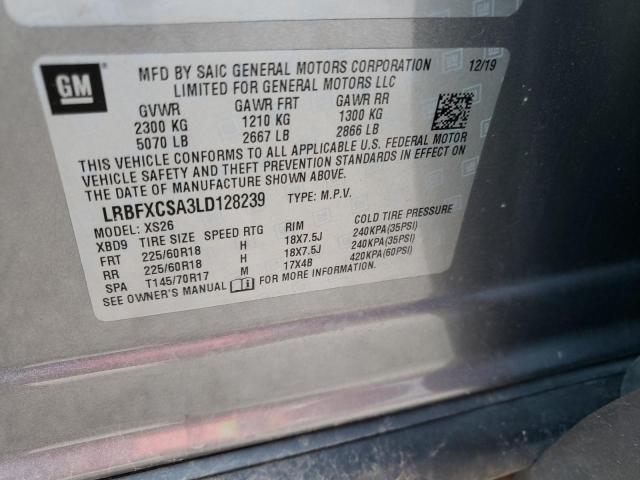 GM
MFD BY SAIC GENERAL MOTORS CORPORATION 12/19
LIMITED FOR GENERAL MOTORS LLC
GVWR GAWR FRT GAWR RR
2300 KG 1210 KG 1300 KG
5070 LB 2667 LB 2866 LB
THIS VEHICLE CONFORMS TO ALL APPLICABLE U.S. FEDERAL MOTOR
VEHICLE SAFETY AND THEFT PREVENTION STANDARDS IN EFFECT ON
THE DATE OF MANUFACTURE SHOWN ABOVE.
LRBFXCSA3LD128239 TYPE: M.P.V.
MODEL: XS26
XBD9 TIRE SIZE SPEED RTG RIM COLD TIRE PRESSURE
FRT 225/60R18 H 18X7.5J 240KPA(35PSI)
RR 225/60R18 H 18X7.5J 240KPA(35PSI)
SPA T145/70R17 M 17X4B 420KPA(60PSI)
SEE OWNER'S MANUAL FOR MORE INFORMATION.